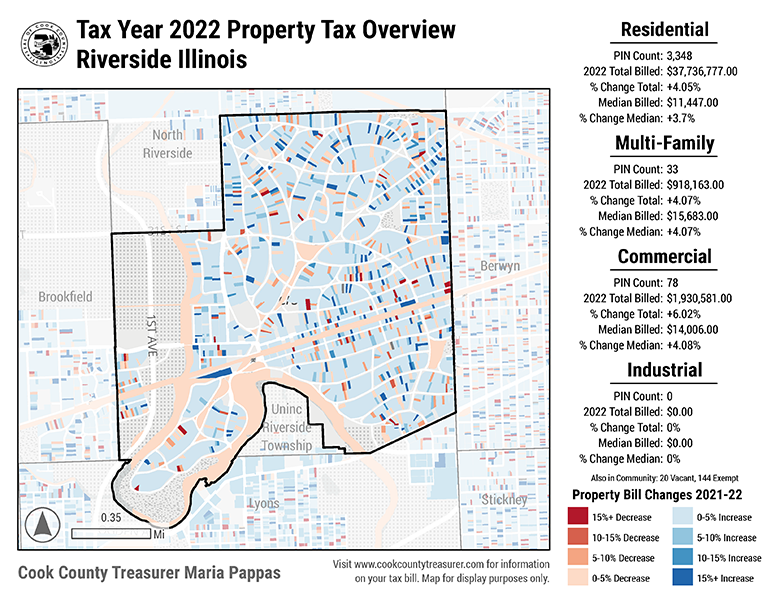 Tax Year 2022 Property Tax Overview
Riverside Illinois
North
Riverside
Brookfield
1ST AVE
Berwyn
Uninc
Riverside
Township
Lyons
Stickney
0.35
Mi
Cook County Treasurer Maria Pappas
Visit www.cookcountytreasurer.com for information
on your tax bill. Map for display purposes only.
Residential
PIN Count: 3,348
2022 Total Billed: $37,736,777.00
% Change Total: +4.05%
Median Billed: $11,447.00
% Change Median: +3.7%
Multi-Family
PIN Count: 33
2022 Total Billed: $918,163.00
% Change Total: +4.07%
Median Billed: $15,683.00
% Change Median: +4.07%
Commercial
PIN Count: 78
2022 Total Billed: $1,930,581.00
% Change Total: +6.02%
Median Billed: $14,006.00
% Change Median: +4.08%
Industrial
PIN Count: 0
2022 Total Billed: $0.00
% Change Total: 0%
Median Billed: $0.00
% Change Median: 0%
Also in Community: 20 Vacant, 144 Exempt
Property Bill Changes 2021-22
15%+ Decrease
10-15% Decrease
5-10% Decrease
0-5% Decrease
0-5% Increase
5-10% Increase
10-15% Increase
15%+ Increase